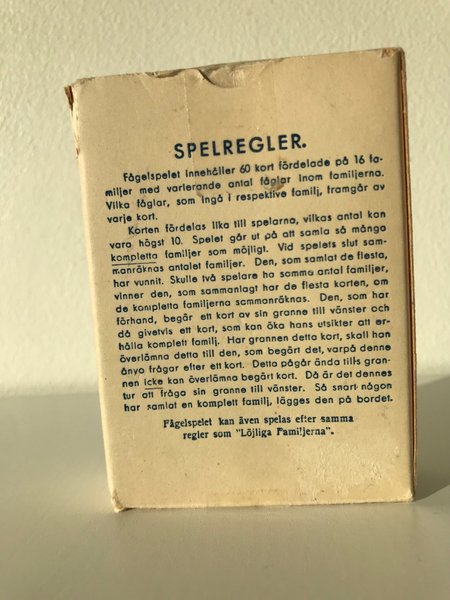 SPELREGLER.
Fågelspelet innehåller 60 kort fördelade på 16 fa-
miljer med varierande antal fåglar inom familjerna.
Vilka fåglar, som ingå i respektive familj, framgår av
varje kort.
Korten fördelas lika till spelarna, vilkas antal kan
vara högst 10. Spelet går ut på att samla så många
kompletta familjer som möjligt. Vid spelets slut sam-
manräknas antalet familjer. Den, som samlat de flesta,
har vunnit. Skulle två spelare ha samma antal familjer,
vinner den, som sammanlagt har de flesta korten, om
de kompletta familjerna sammanräknas. Den, som har
förhand, begär ett kort av sin granne till vänster och
då givetvis ett kort, som kan öka hans utsikter att er-
hålla komplett familj. Har grannen detta kort, skall han
överlämna detta till den, som begärt det, varpå denne
ånyo frågar efter ett kort. Detta pågår ända tills gran-
nen icke kan överlämna begärt kort. Då är det dennes
tur att fråga sin granne till vänster. Så snart någon
har samlat en komplett familj, lägges den på bordet.
Fågelspelet kan även spelas efter samma
regler som "Löjliga Familjerna".